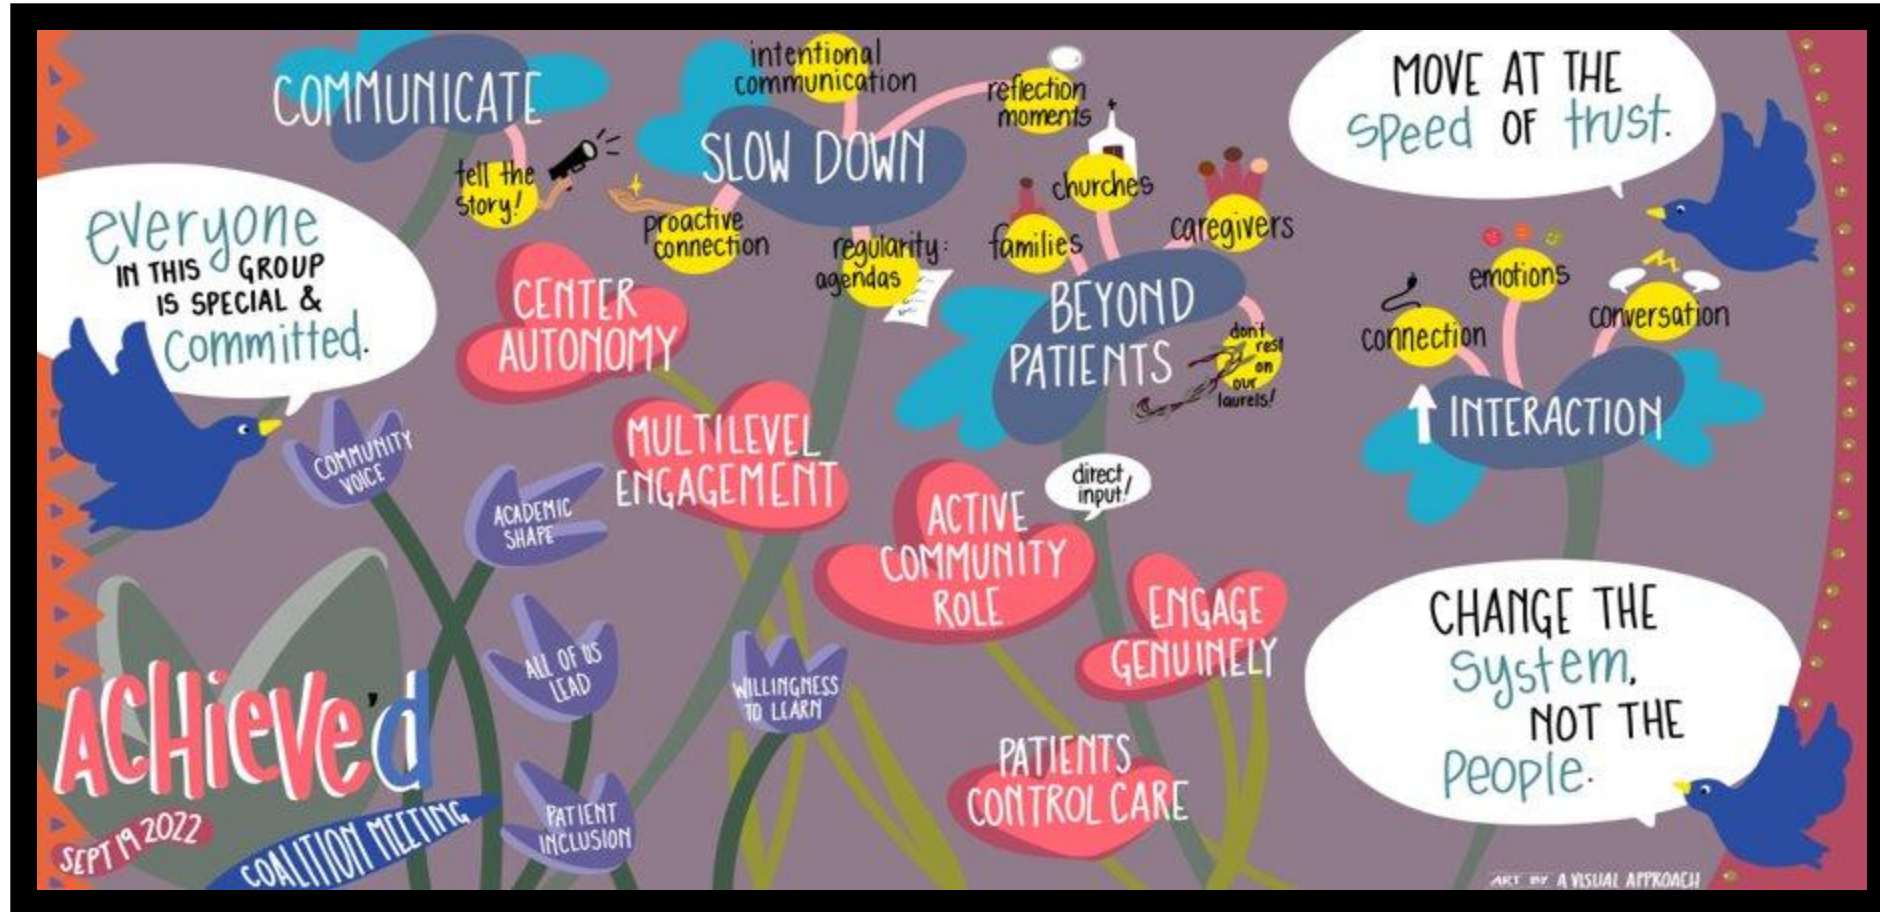 COMMUNICATE
tell the
story!
everyone
IN THIS GROUP
IS SPECIAL &
committed.
intentional
communication
reflection
moments
SLOW DOWN
proactive
connection
regularity:
agendas
churches
families
caregivers
BEYOND
PATIENTS
don't
rest
on
our
laurels!
MOVE AT THE
speed OF trust.
connection
emotions
conversation
INTERACTION
CENTER
AUTONOMY
MULTILEVEL
ENGAGEMENT
ACTIVE
COMMUNITY
ROLE
direct
input!
ENGAGE
GENUINELY
PATIENTS
CONTROL CARE
COMMUNITY
VOICE
ACADEMIC
SHAPE
ALL OF US
LEAD
WILLINGNESS
TO LEARN
PATIENT
INCLUSION
CHANGE THE
system,
NOT THE
people.
ACHieve'd
SEPT 19 2022
COALITION MEETING
ART BY A VISUAL APPROACH